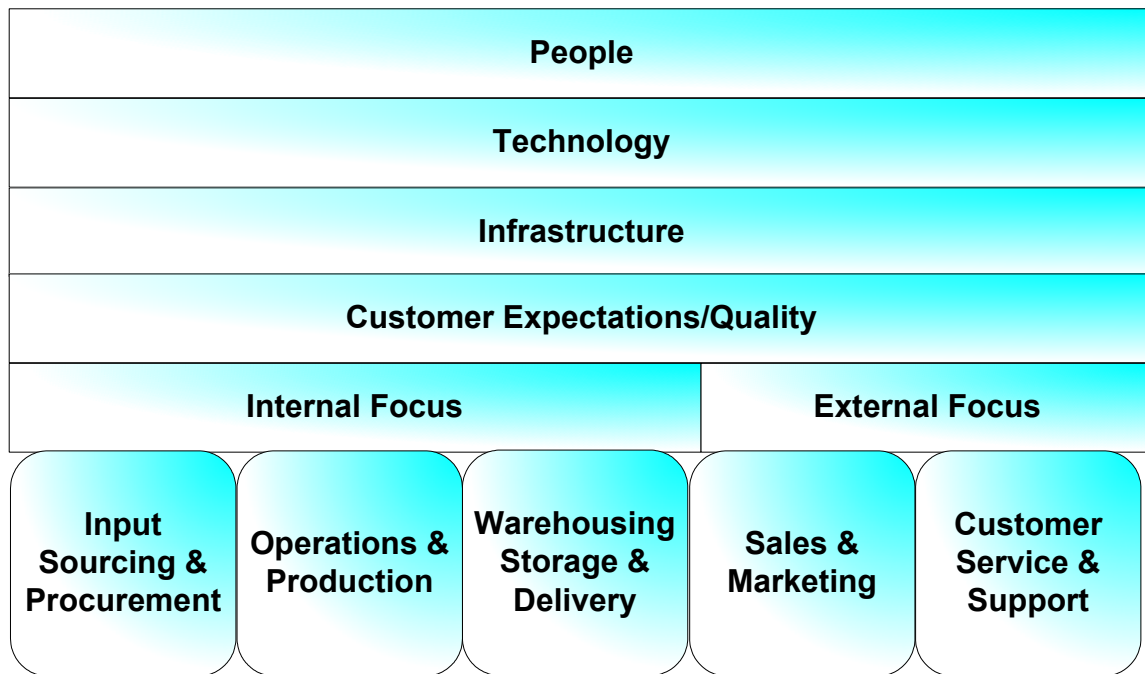 People
Technology
Infrastructure
Customer Expectations/Quality
Internal Focus
External Focus
Input
Sourcing &
Procurement
Operations &
Production
Warehousing
Storage &
Delivery
Sales &
Marketing
Customer
Service &
Support